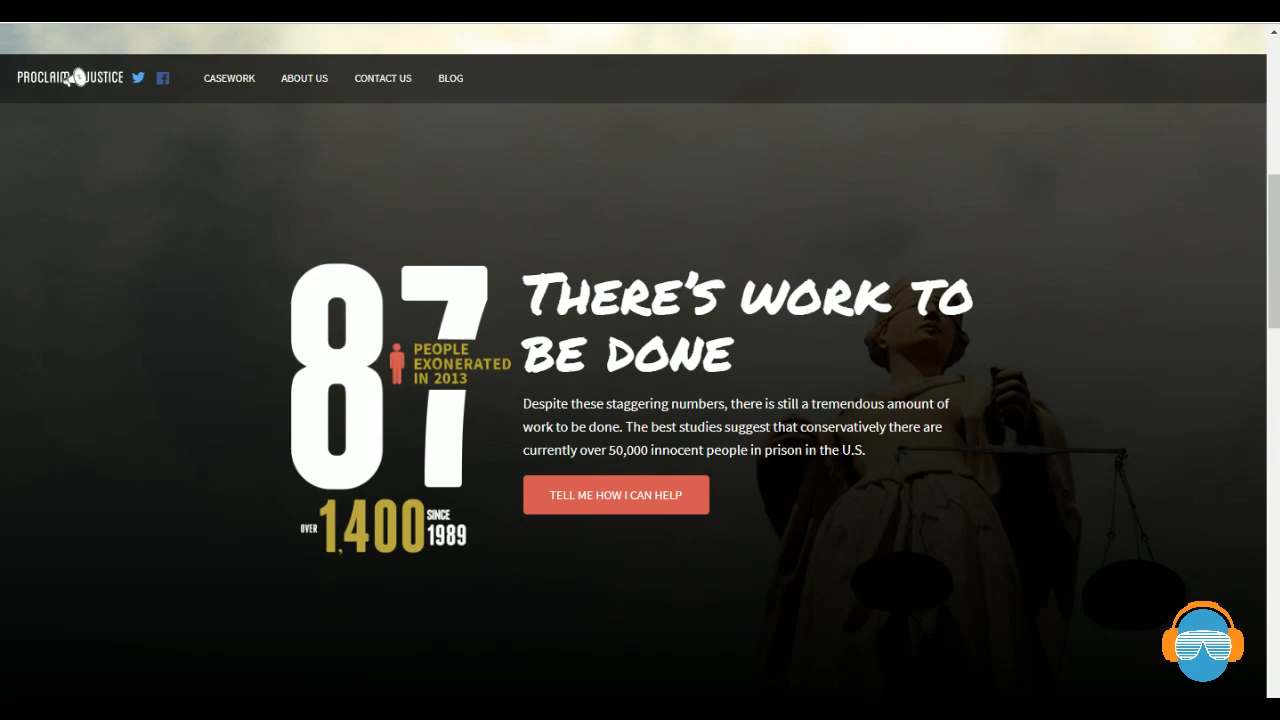 PROCLAIM JUSTICE CASEWORK ABOUT US CONTACT US BLOG
87
PEOPLE
EXONERATED
IN 2013
OVER 1,400 SINCE 1989
THERE'S WORK TO
BE DONE
Despite these staggering numbers, there is still a tremendous amount of
work to be done. The best studies suggest that conservatively there are
currently over 50,000 innocent people in prison in the U.S.
TELL ME HOW I CAN HELP